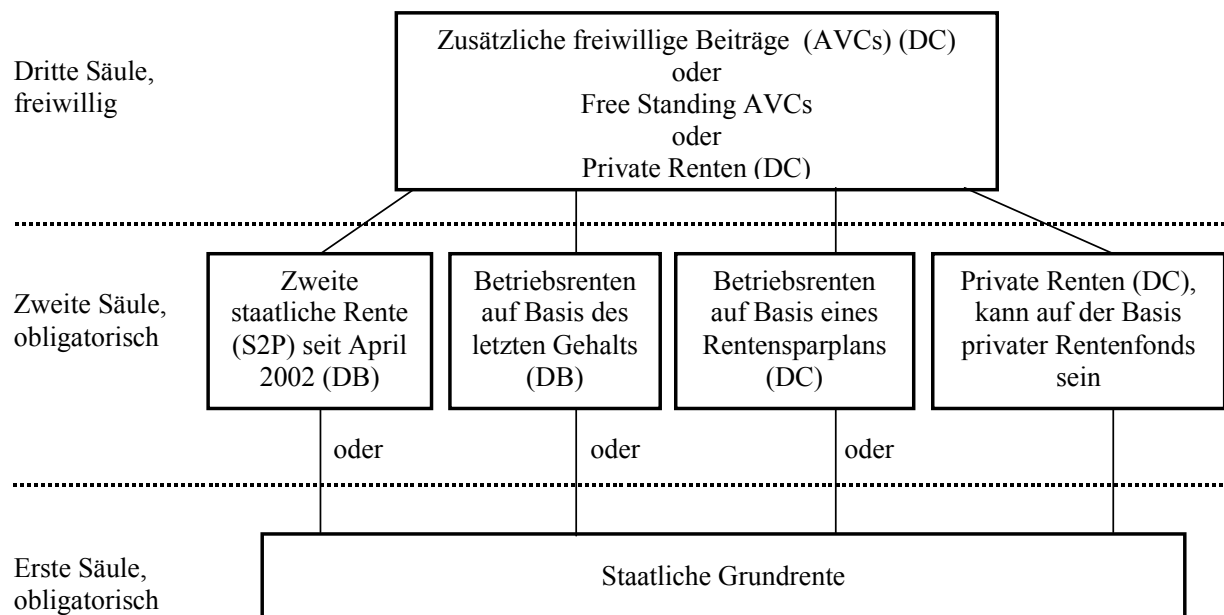 Zusätzliche freiwillige Beiträge (AVCs) (DC)
oder
Free Standing AVCs
oder
Private Renten (DC)
Dritte Säule,
freiwillig
Zweite Säule,
obligatorisch
Zweite
staatliche Rente
(S2P) seit April
2002 (DB)
Betriebsrenten
auf Basis des
letzten Gehalts
(DB)
Betriebsrenten
auf Basis eines
Rentensparplans
(DC)
Private Renten (DC),
kann auf der Basis
privater Rentenfonds
sein
oder
oder
oder
Erste Säule,
obligatorisch
Staatliche Grundrente